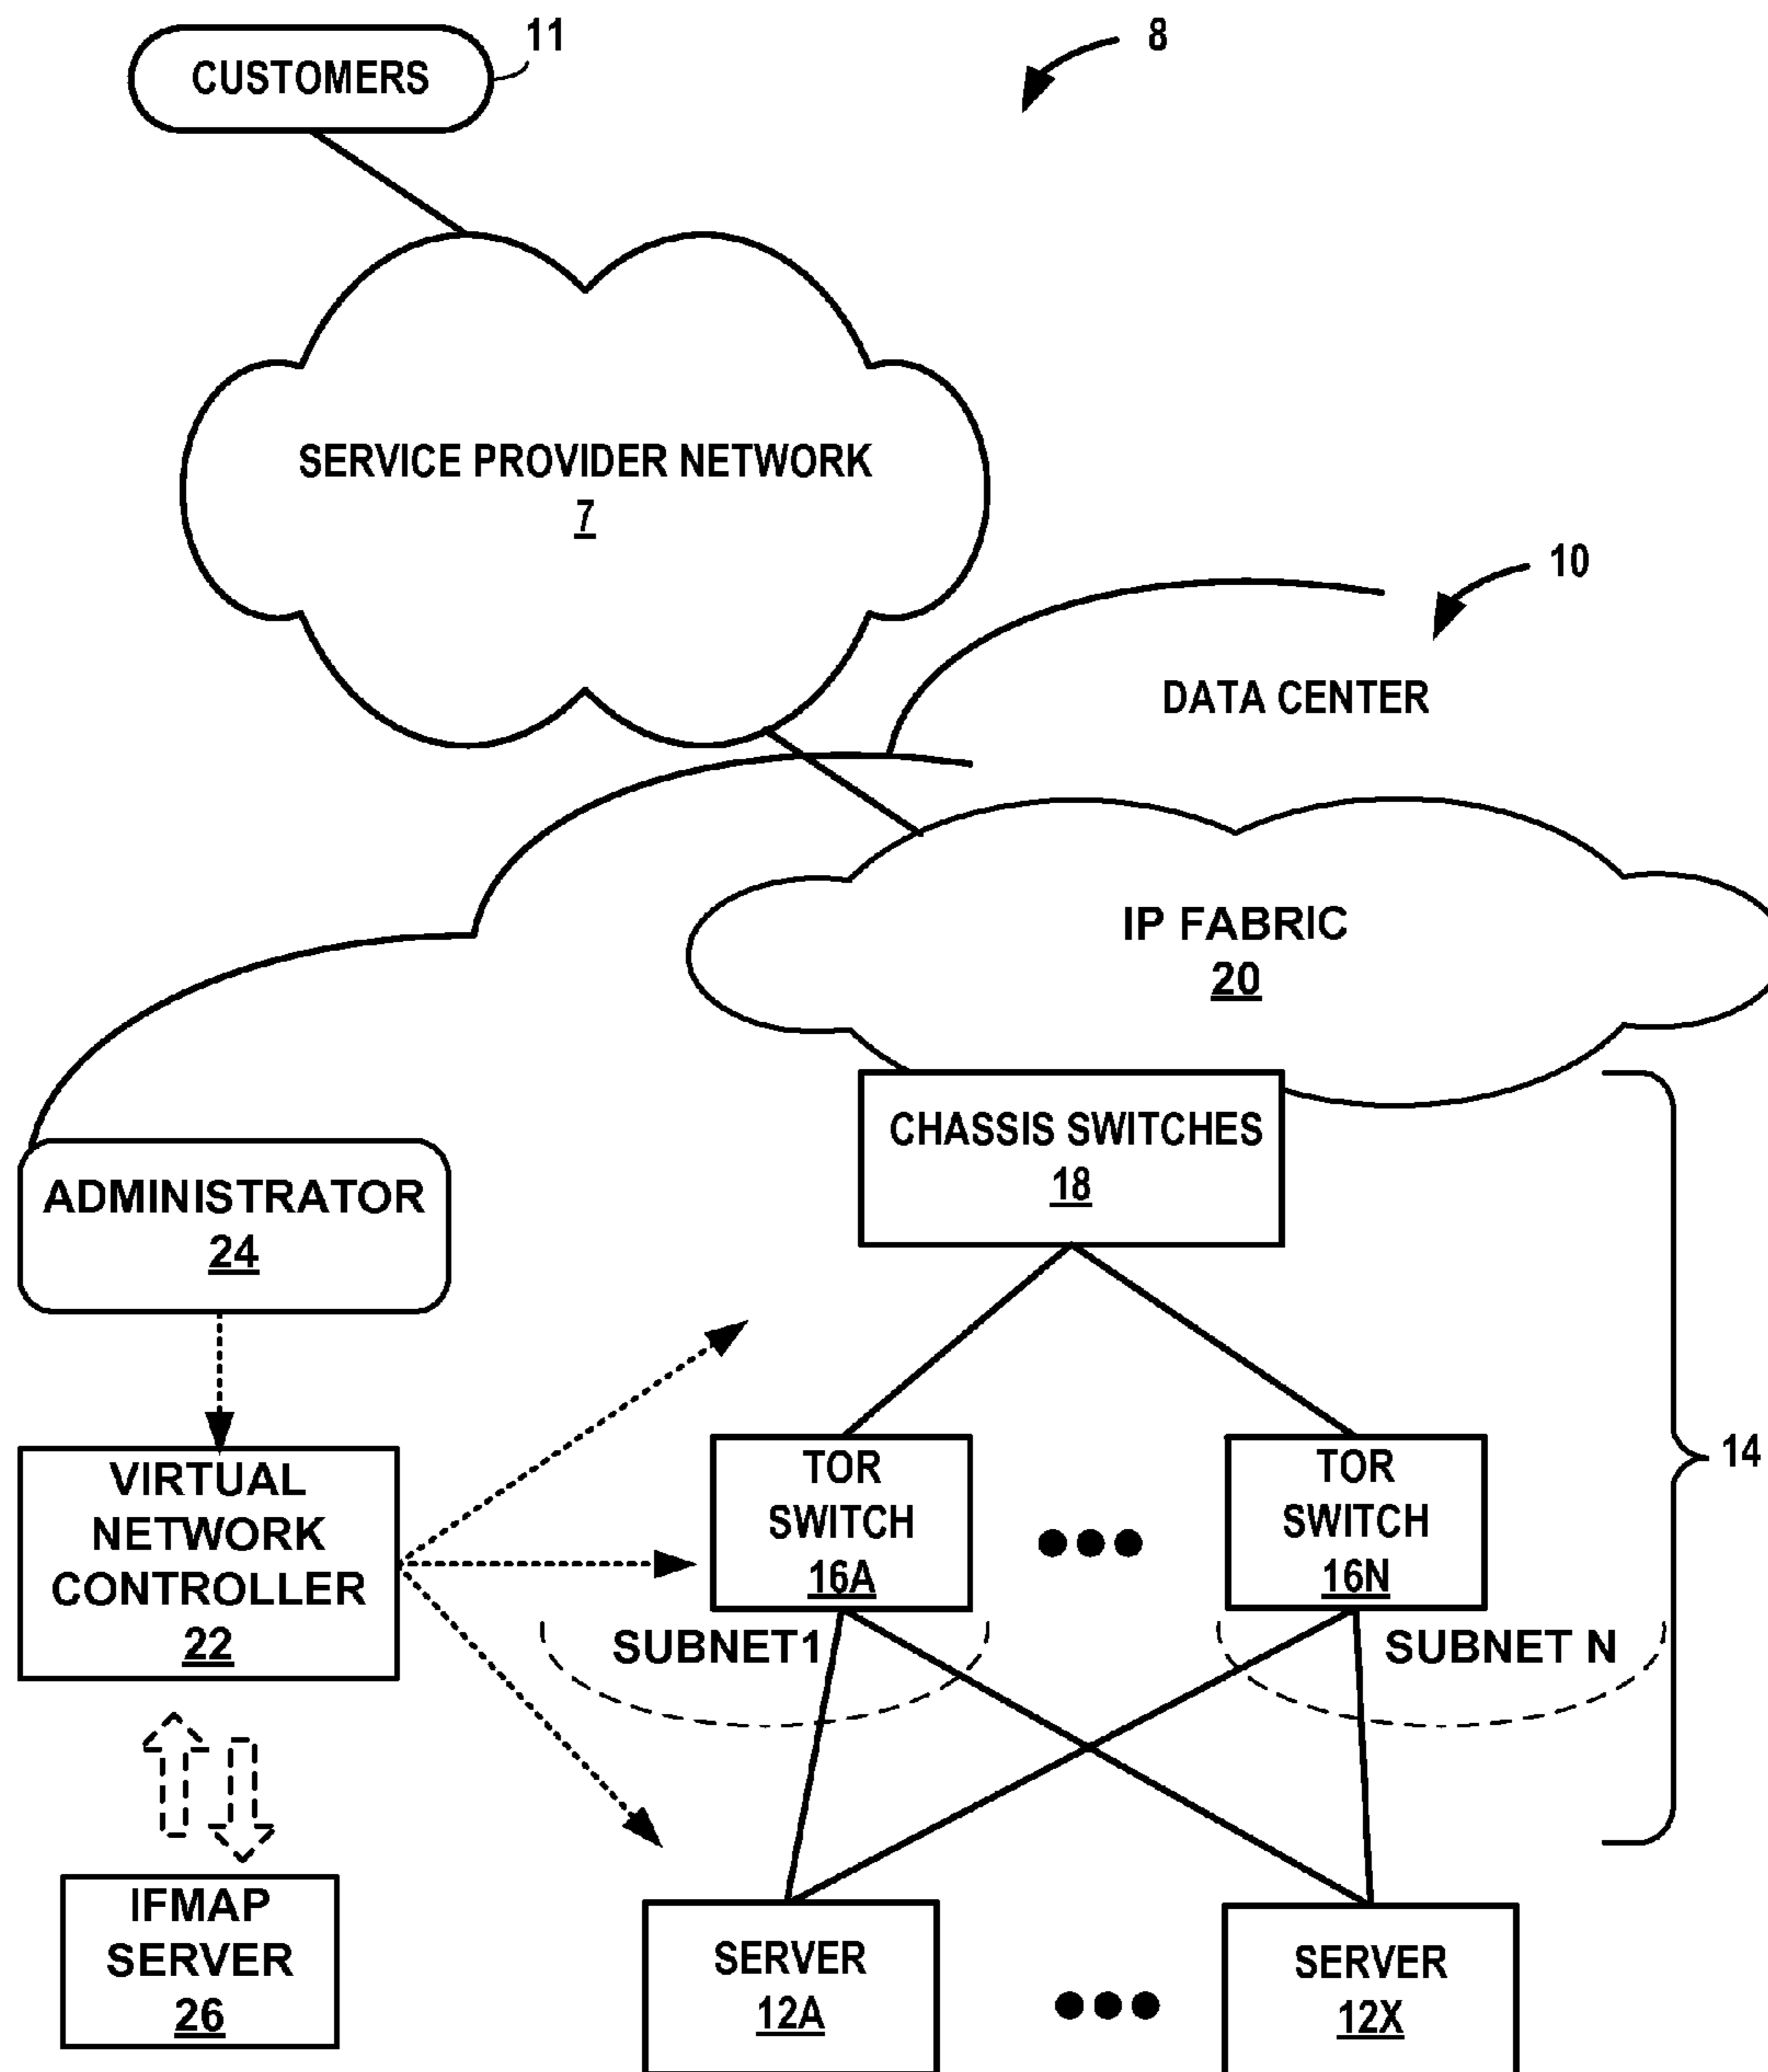 11
8
CUSTOMERS
SERVICE PROVIDER NETWORK
7
10
DATA CENTER
IP FABRIC
20
CHASSIS SWITCHES
18
ADMINISTRATOR
24
14
VIRTUAL
NETWORK
CONTROLLER
22
TOR
SWITCH
16A
TOR
SWITCH
16N
SUBNET1
SUBNET N
IFMAP
SERVER
26
SERVER
12A
SERVER
12X